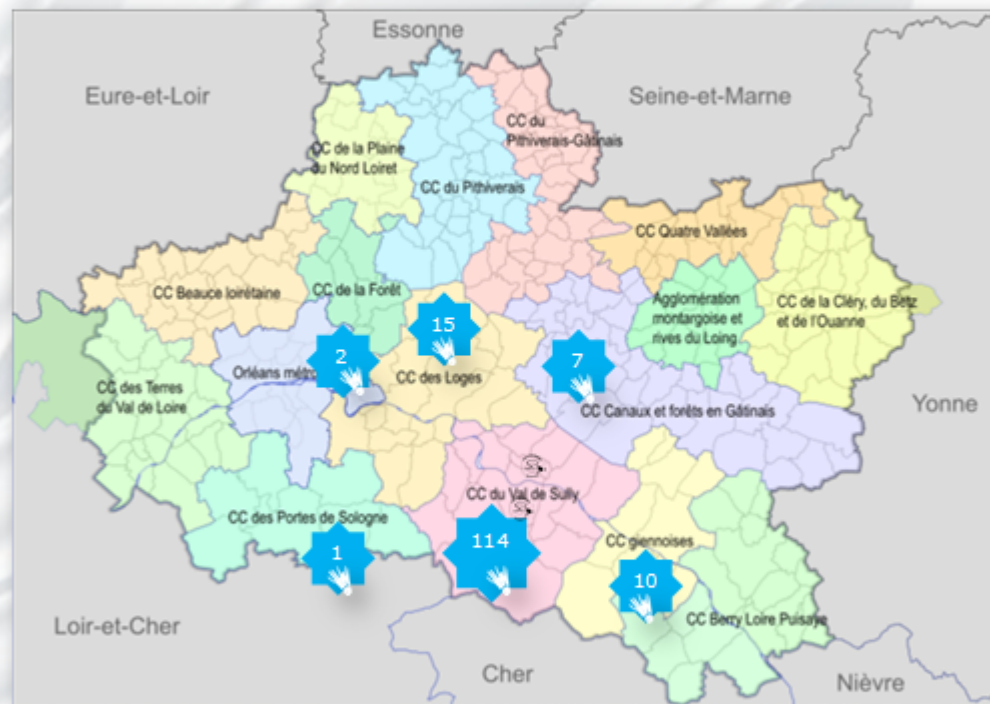 Essonne
Eure-et-Loir
Seine-et-Marne
CC du
Pithiverais-Gâtinais
CC de la Plaine
du Nord Loiret
CC du Pithiverais
CC Quatre Vallées
CC Beauce loirétaine
CC de la Forêt
Agglomération
montargoise et
rives du Loing
CC de la Cléry, du Betz
et de l'Ouanne
15
2
7
Orléans métro
CC des Loges
CC des Terres
du Val de Loire
CC Canaux et forêts en Gâtinais
Yonne
CC du Val de Sully
CC des Portes de Sologne
114
1
CC giennoises
10
CC Berry Loire Puisaye
Loir-et-Cher
Cher
Nièvre